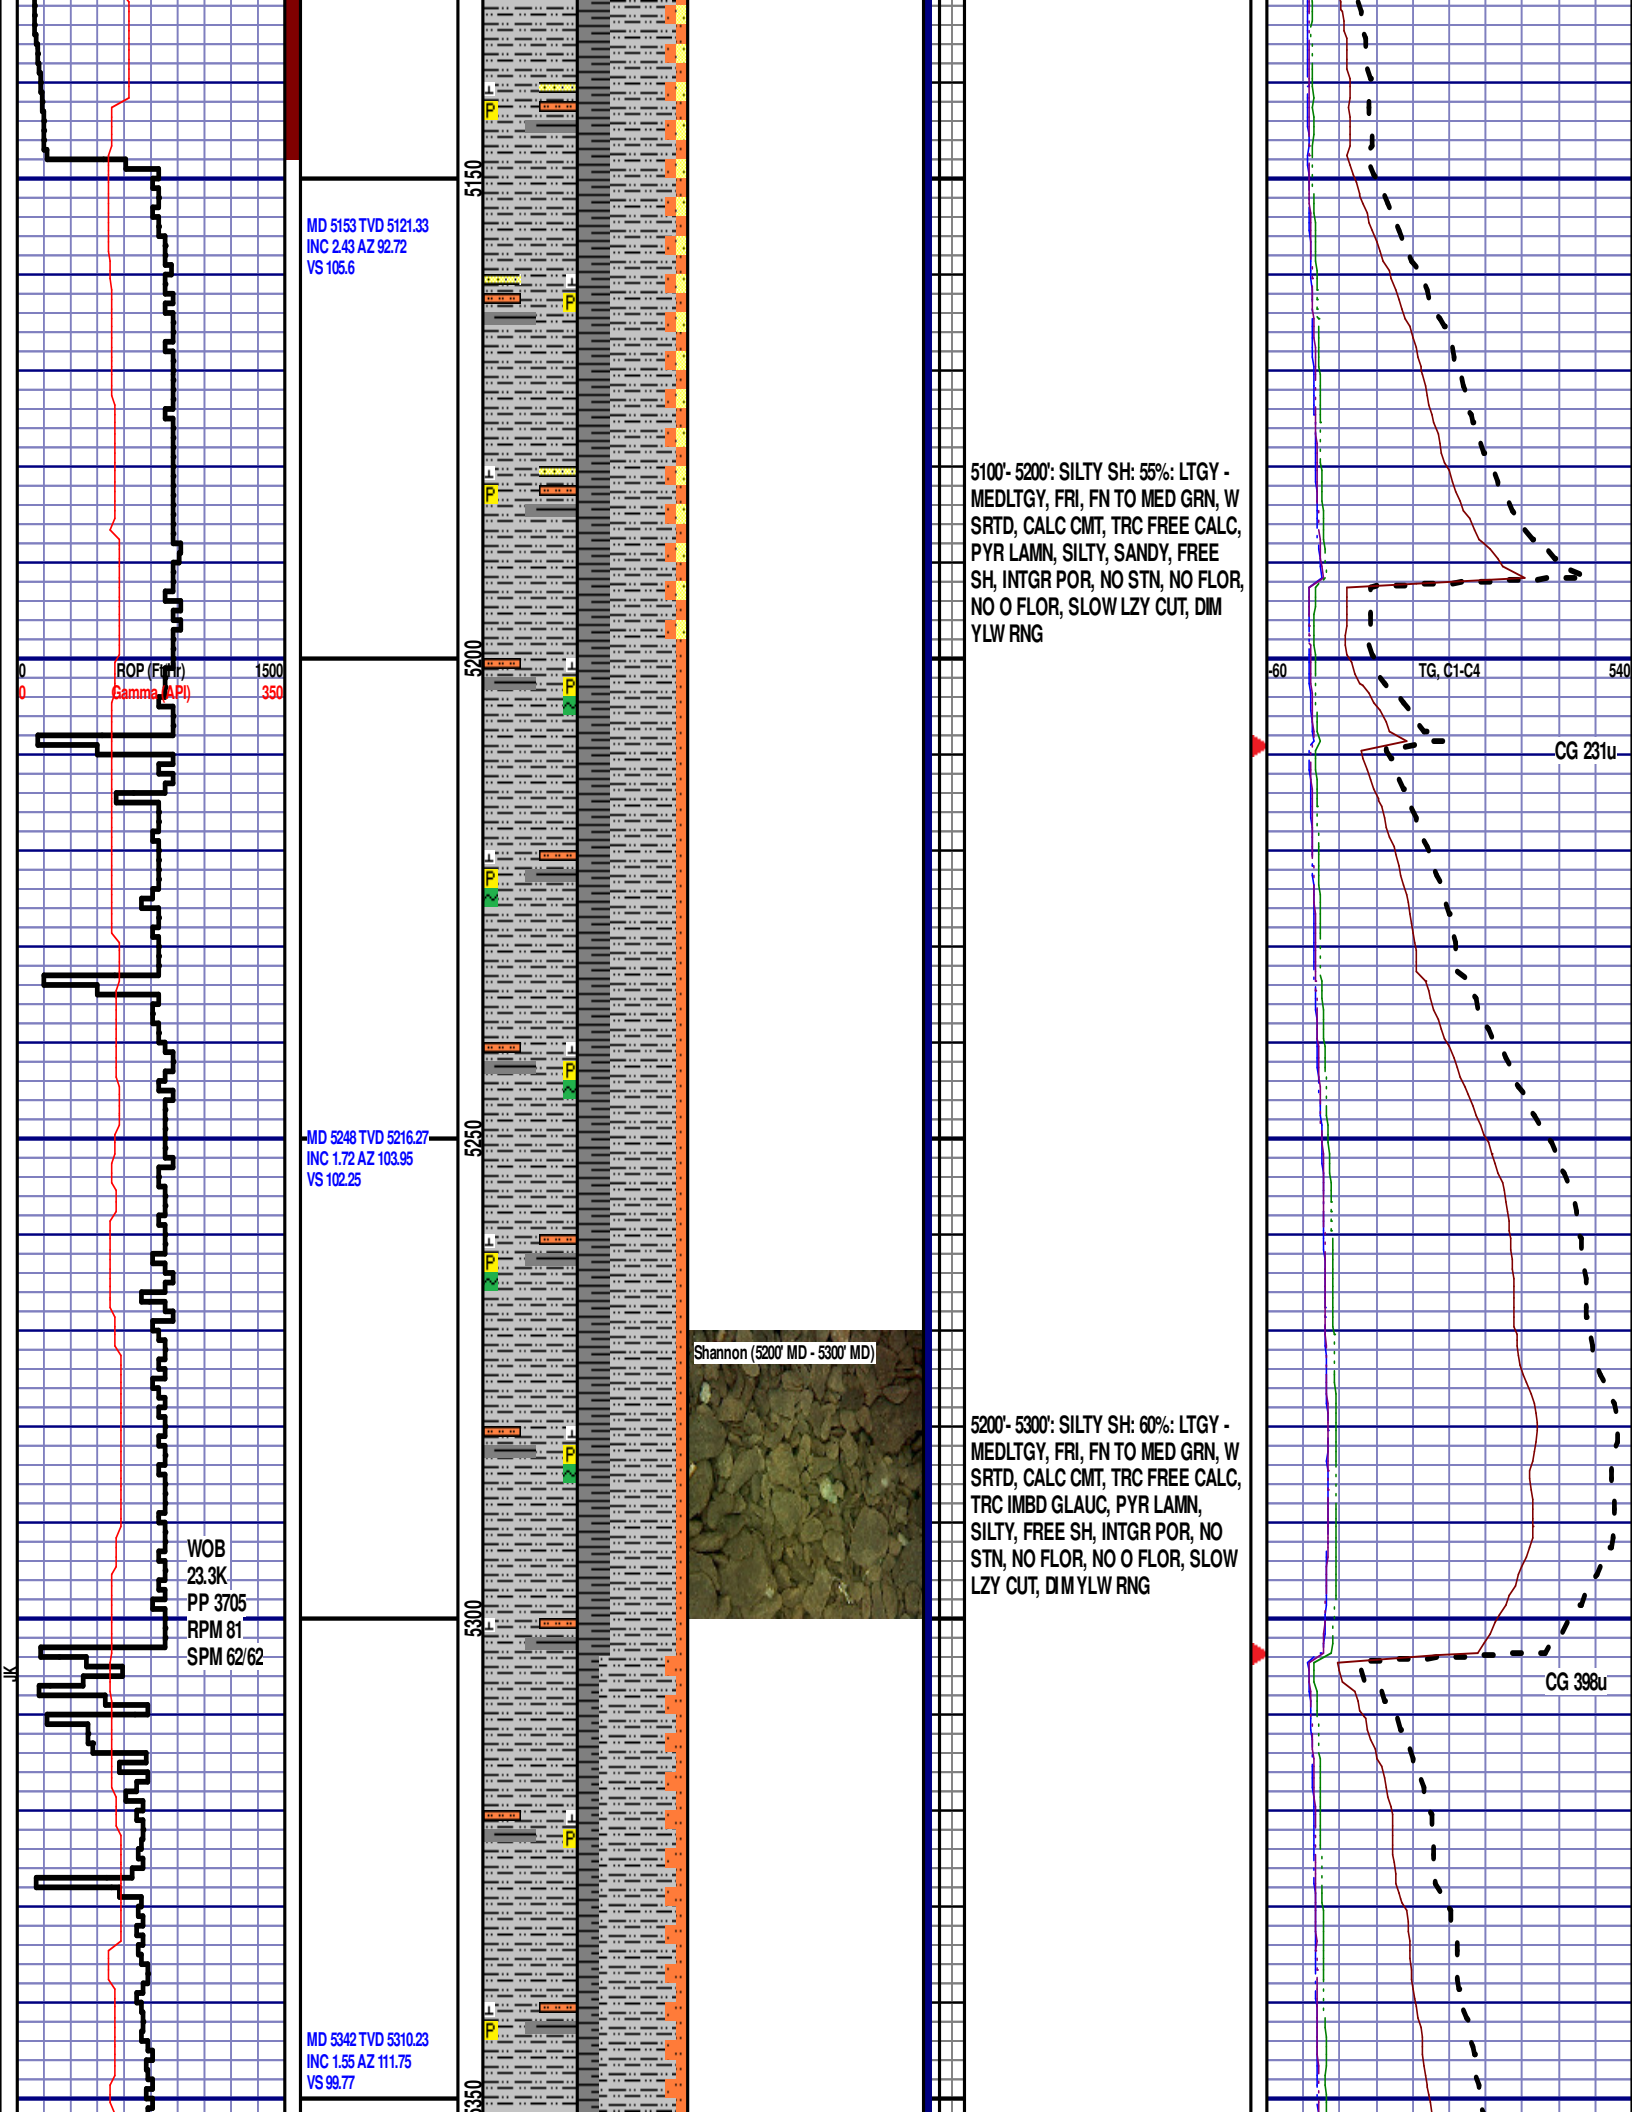 5150
MD 5153 TVD 5121.33
INC 2.43 AZ 92.72
VS 105.6
P
P
P
5100'- 5200': SILTY SH: 55%: LTGY -
MEDLTGY, FRI, FN TO MED GRN, W
SRTD, CALC CMT, TRC FREE CALC,
PYR LAMN, SILTY, SANDY, FREE
SH, INTGR POR, NO STN, NO FLOR,
NO O FLOR, SLOW LZY CUT, DIM
YLW RNG
5200
0 ROP (Ft/Hr) 1500
0 Gamma (API) 350
-60 TG, C1-C4 540
P
CG 231u
P
P
5250
MD 5248 TVD 5216.27
INC 1.72 AZ 103.95
VS 102.25
P
Shannon (5200' MD - 5300' MD)
P
5200'- 5300': SILTY SH: 60%: LTGY -
MEDLTGY, FRI, FN TO MED GRN, W
SRTD, CALC CMT, TRC FREE CALC,
TRC IMBD GLAUC, PYR LAMN,
SILTY, FREE SH, INTGR POR, NO
STN, NO FLOR, NO O FLOR, SLOW
LZY CUT, DIM YLW RNG
WOB
23.3K
PP 3705
RPM 81
SPM 62/62
5300
JK
CG 398u
P
P
MD 5342 TVD 5310.23
INC 1.55 AZ 111.75
VS 99.77
5350